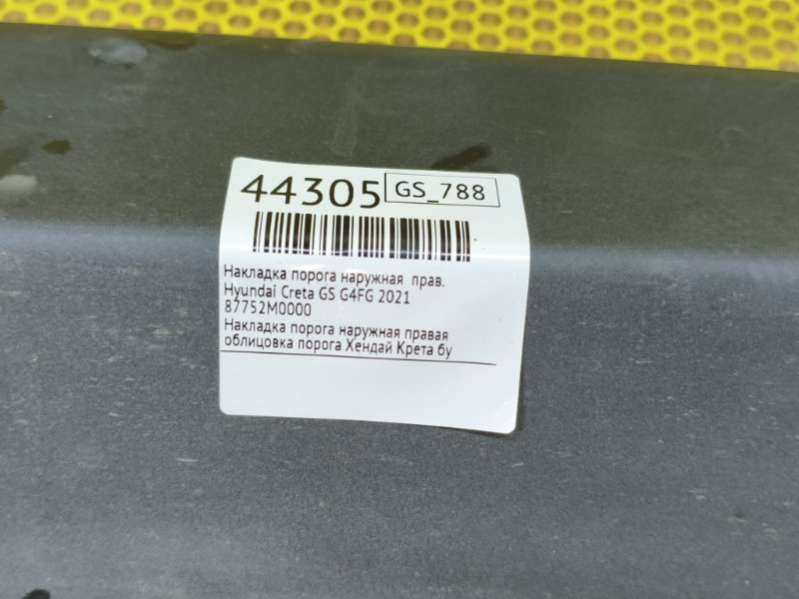 44305 GS_788
Накладка порога наружная прав.
Hyundai Creta GS G4FG 2021
87752M0000
Накладка порога наружная правая
облицовка порога Хендай Крета бу